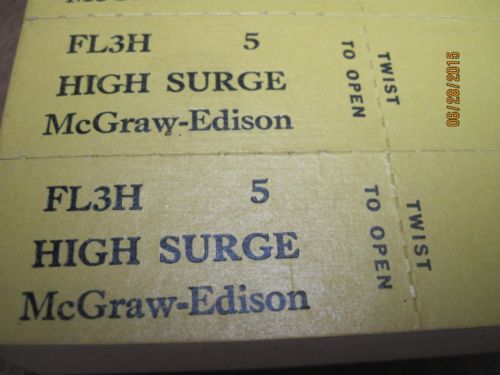 FL3H 5
HIGH SURGE
McGraw-Edison
TWIST
TO OPEN
FL3H 5
HIGH SURGE
McGraw-Edison
TWIST
TO OPEN
06/28/2015